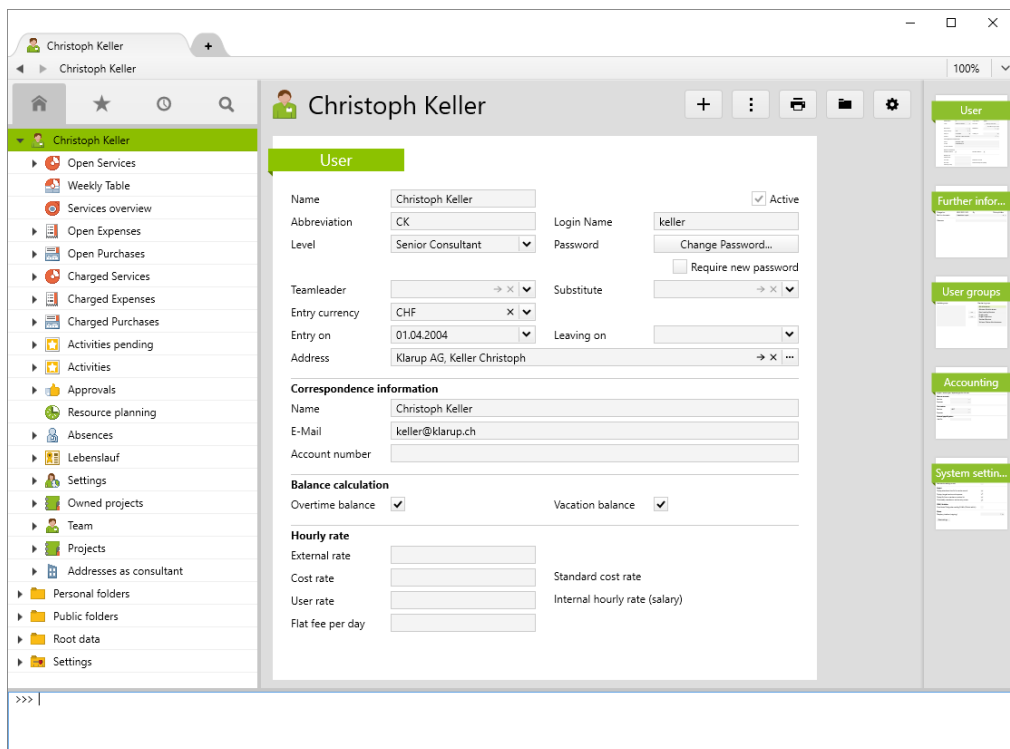 Christoph Keller
+
Christoph Keller
100%
Christoph Keller
Open Services
Weekly Table
Services overview
Open Expenses
Open Purchases
Charged Services
Charged Expenses
Charged Purchases
Activities pending
Activities
Approvals
Resource planning
Absences
Lebenslauf
Settings
Owned projects
Team
Projects
Addresses as consultant
Personal folders
Public folders
Root data
Settings
Christoph Keller
User
Name Christoph Keller Active
Abbreviation CK Login Name keller
Level Senior Consultant Password Change Password...
Require new password
Teamleader Substitute
Entry currency CHF
Entry on 01.04.2004 Leaving on
Address Klarup AG, Keller Christoph ...
Correspondence information
Name Christoph Keller
E-Mail keller@klarup.ch
Account number
Balance calculation
Overtime balance Vacation balance
Hourly rate
External rate
Cost rate Standard cost rate
User rate Internal hourly rate (salary)
Flat fee per day
User
Further infor...
User groups
Accounting
System settin...
>>>